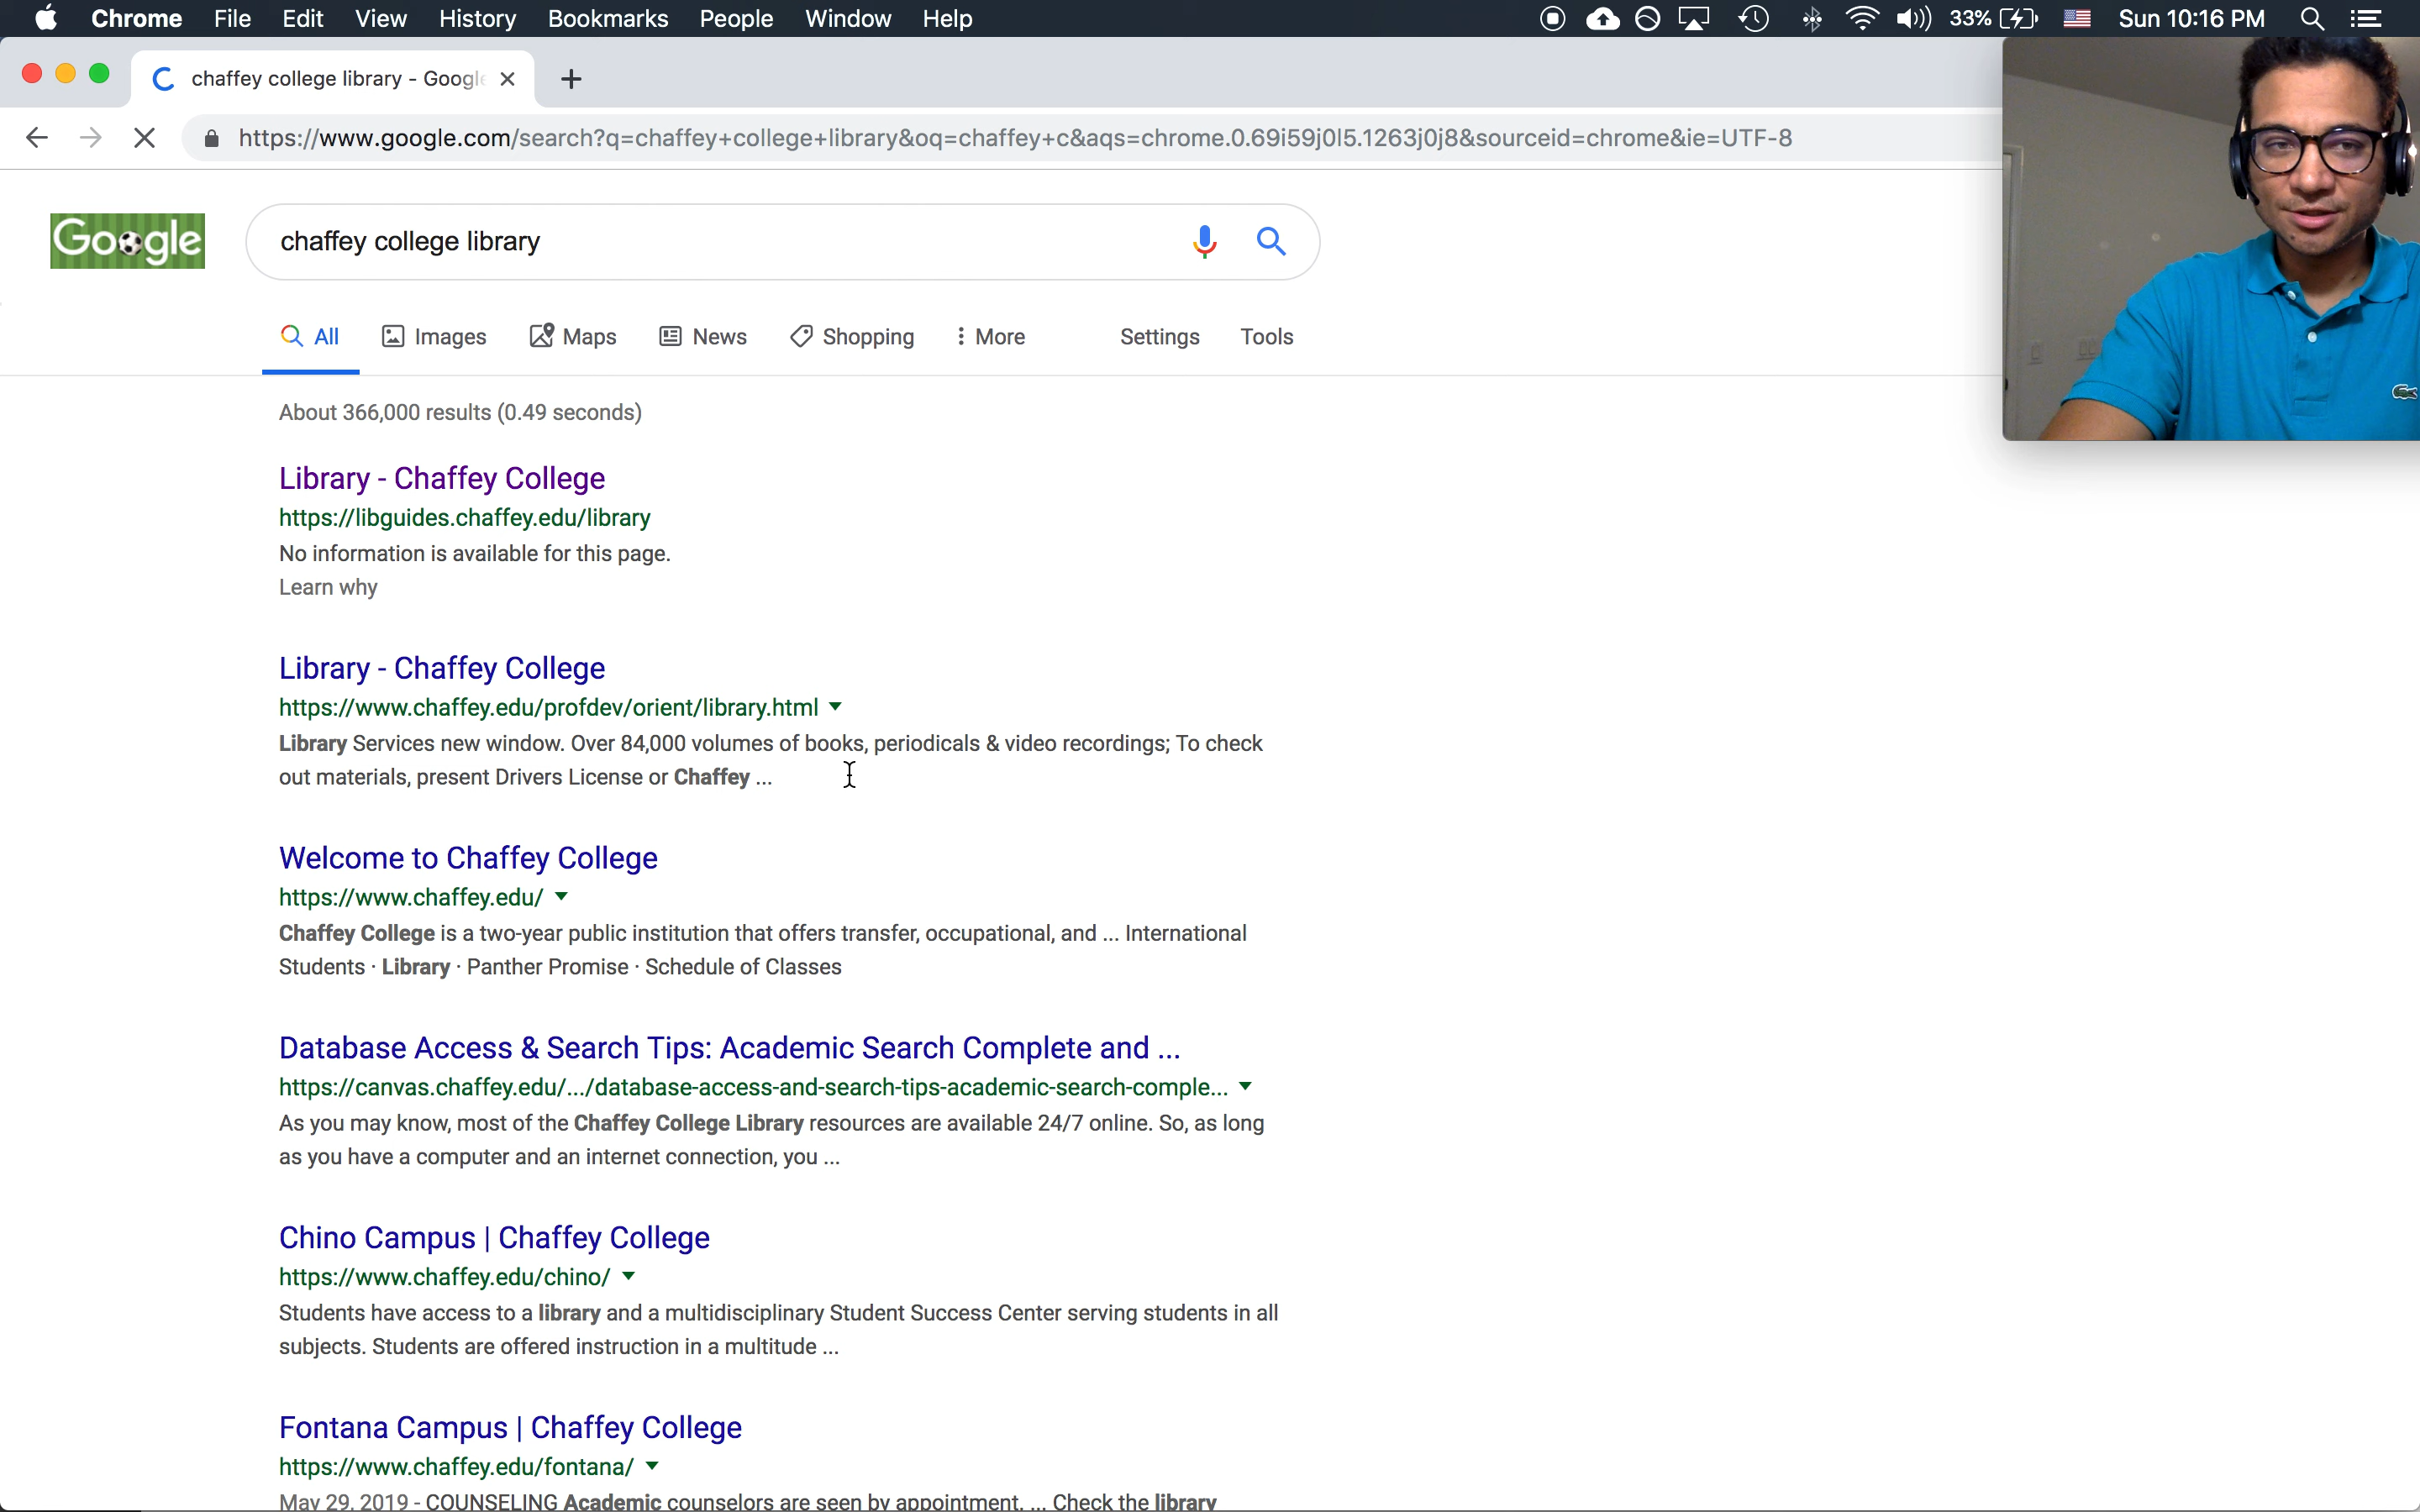 Chrome File Edit View History Bookmarks People Window Help 33% Sun 10:16 PM
chaffey college library - Googl
https://www.google.com/search?q=chaffey+college+library&oq=chaffey+c&aqs=chrome.0.69i59j0l5.1263j0j8&sourceid=chrome&ie=UTF-8
Google chaffey college library
All Images Maps News Shopping More Settings Tools
About 366,000 results (0.49 seconds)
Library - Chaffey College
https://libguides.chaffey.edu/library
No information is available for this page.
Learn why
Library - Chaffey College
https://www.chaffey.edu/profdev/orient/library.html
Library Services new window. Over 84,000 volumes of books, periodicals & video recordings; To check
out materials, present Drivers License or Chaffey ...
Welcome to Chaffey College
https://www.chaffey.edu/
Chaffey College is a two-year public institution that offers transfer, occupational, and ... International
Students · Library · Panther Promise · Schedule of Classes
Database Access & Search Tips: Academic Search Complete and ...
https://canvas.chaffey.edu/.../database-access-and-search-tips-academic-search-comple...
As you may know, most of the Chaffey College Library resources are available 24/7 online. So, as long
as you have a computer and an internet connection, you ...
Chino Campus | Chaffey College
https://www.chaffey.edu/chino/
Students have access to a library and a multidisciplinary Student Success Center serving students in all
subjects. Students are offered instruction in a multitude ...
Fontana Campus | Chaffey College
https://www.chaffey.edu/fontana/
May 29, 2019 - COUNSELING Academic counselors are seen by appointment. ... Check the library